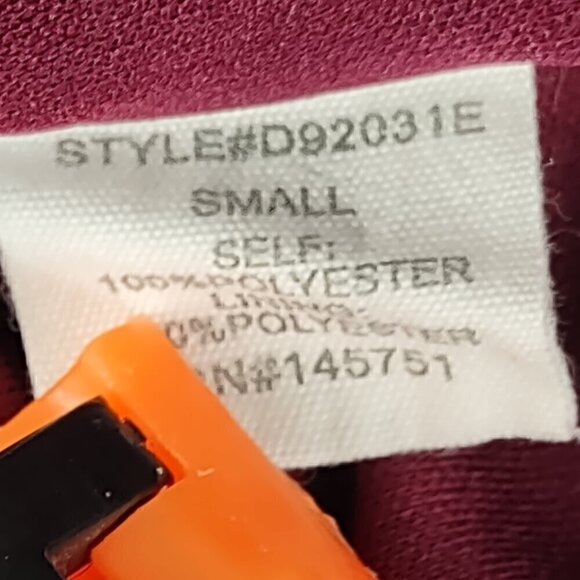 STYLE#D92031E
SMALL
SELF:
100%POLYESTER
LINING:
0%POLYESTER
N#145751